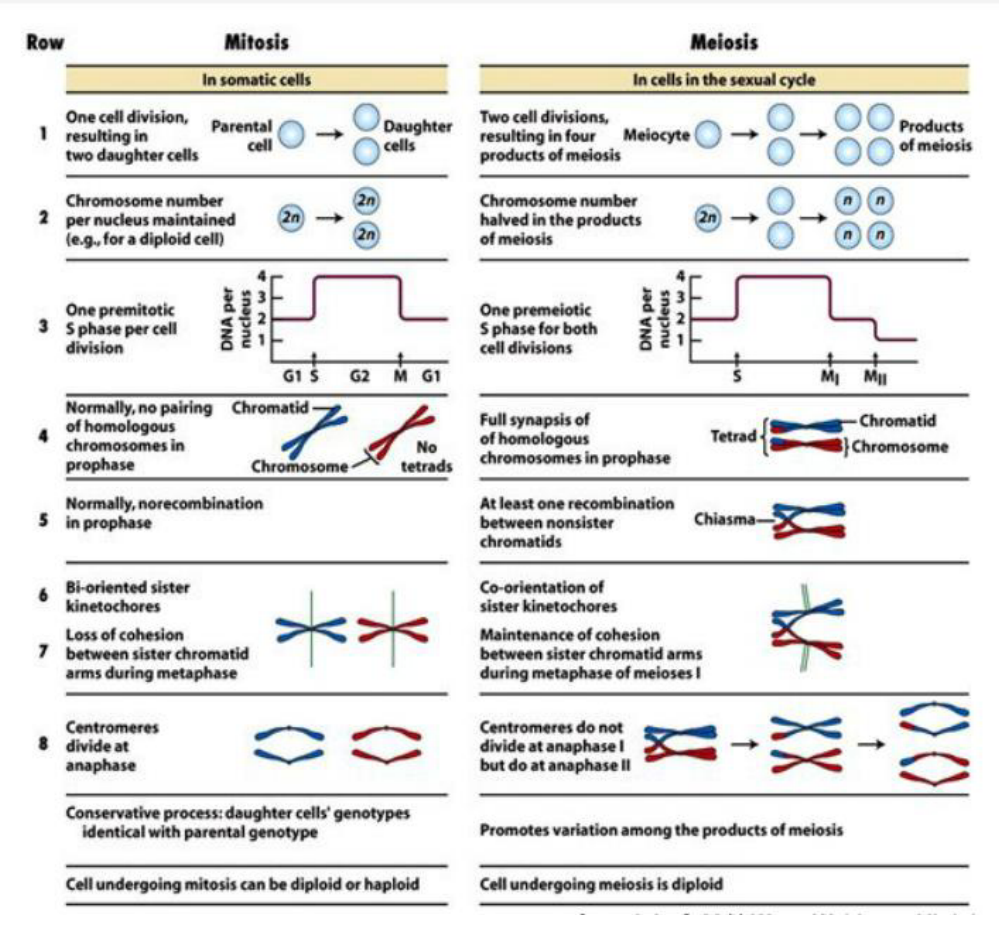 Row
Mitosis
Meiosis
In somatic cells
In cells in the sexual cycle
1
One cell division,
resulting in
two daughter cells
Parental
cell
Daughter
cells
Two cell divisions,
resulting in four
products of meiosis
Meiocyte
Products
of meiosis
2
Chromosome number
per nucleus maintained
(e.g., for a diploid cell)
2n
2n
2n
Chromosome number
halved in the products
of meiosis
2n
n n
n n
3
One premitotic
S phase per cell
division
DNA per
nucleus
4
3
2
1
G1 S G2 M G1
One premeiotic
S phase for both
cell divisions
DNA per
nucleus
4
3
2
1
S MI MII
4
Normally, no pairing
of homologous
chromosomes in
prophase
Chromatid
Chromosome
No
tetrads
Full synapsis of
of homologous
chromosomes in prophase
Tetrad
Chromatid
Chromosome
5
Normally, norecombination
in prophase
At least one recombination
between nonsister
chromatids
Chiasma
6
Bi-oriented sister
kinetochores
Co-orientation of
sister kinetochores
7
Loss of cohesion
between sister chromatid
arms during metaphase
Maintenance of cohesion
between sister chromatid arms
during metaphase of meioses I
8
Centromeres
divide at
anaphase
Centromeres do not
divide at anaphase I
but do at anaphase II
Conservative process: daughter cells' genotypes
identical with parental genotype
Promotes variation among the products of meiosis
Cell undergoing mitosis can be diploid or haploid
Cell undergoing meiosis is diploid